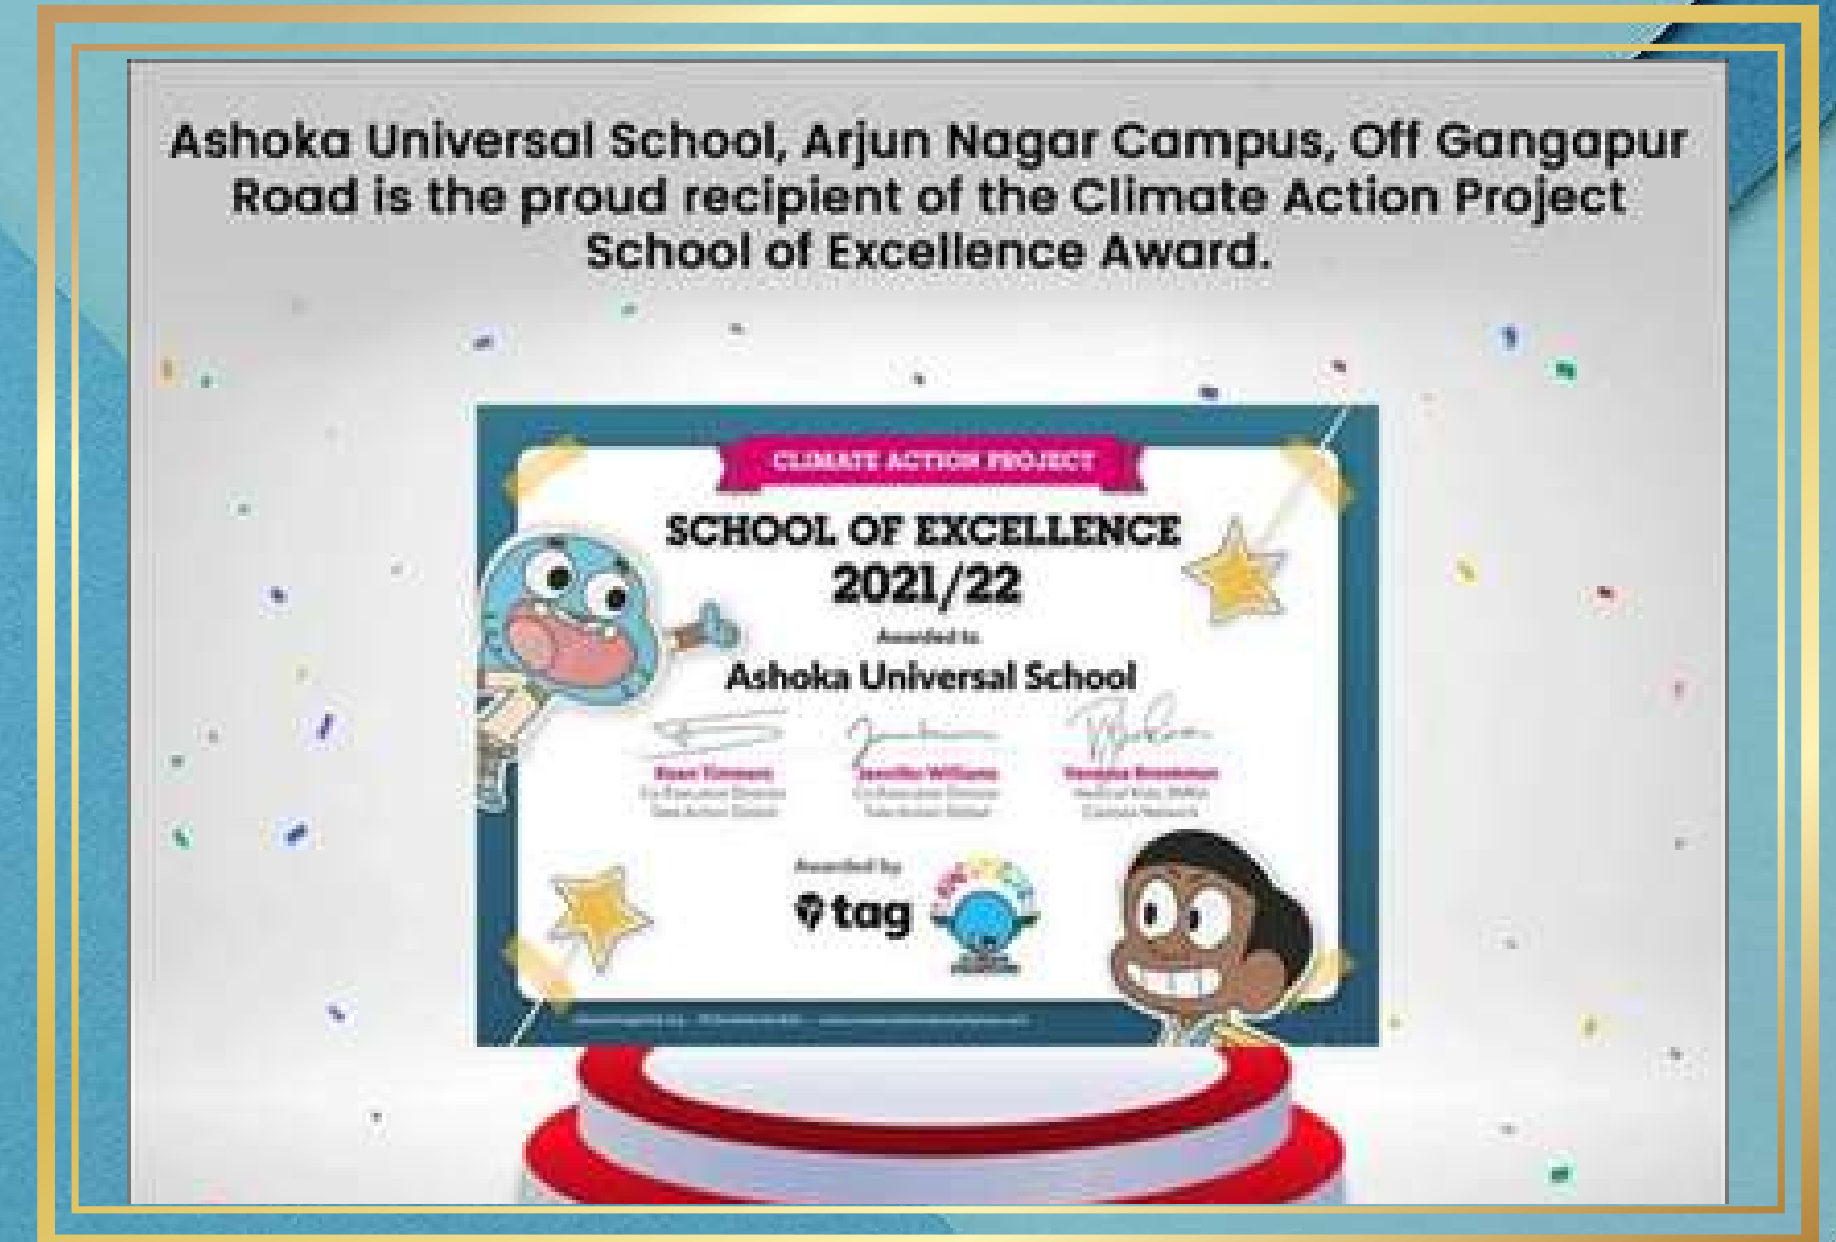 Ashoka Universal School, Arjun Nagar Campus, Off Gangapur
Road is the proud recipient of the Climate Action Project
School of Excellence Award.
CLIMATE ACTION PROJECT
SCHOOL OF EXCELLENCE
2021/22
Awarded to
Ashoka Universal School
Jennifer Williams
Awarded by
tag